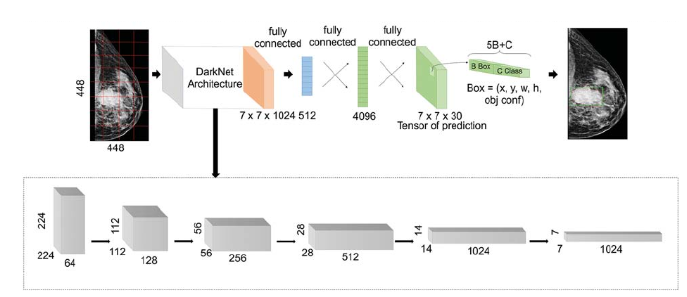 fully
connected
fully
connected
fully
connected
5B+C
448
DarkNet
Architecture
B Box
C Class
Box = (x, y, w, h,
obj conf)
448
7 x 7 x 1024
512
4096
7 x 7 x 30
Tensor of prediction
224
224
64
112
112
128
56
56
256
28
28
512
14
14
1024
7
7
1024